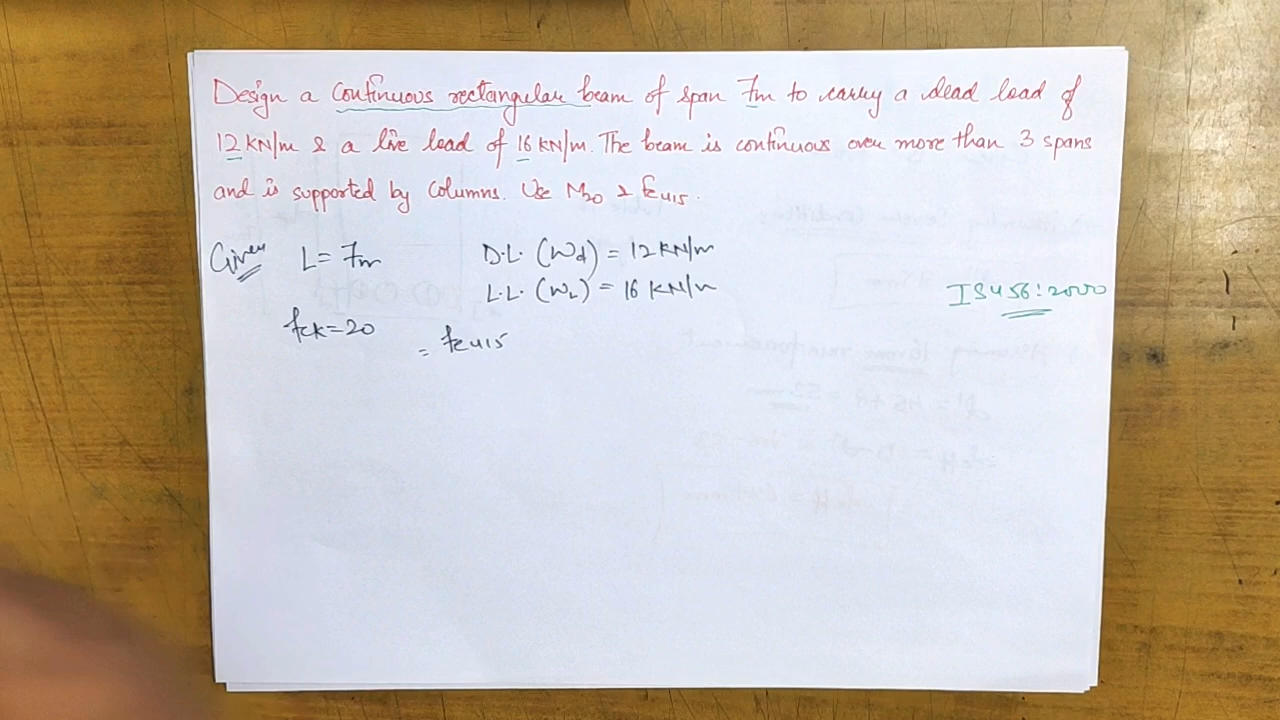 Design a continuous rectangular beam of span 7m to carry a dead load of
12 KN/m & a live load of 16 KN/m. The beam is continuous over more than 3 spans
and is supported by columns. Use M20 & Fe415.
Given L = 7m D.L. (Wd) = 12 KN/m
L.L. (WL) = 16 KN/m
IS456:2000
fck = 20
= fe415